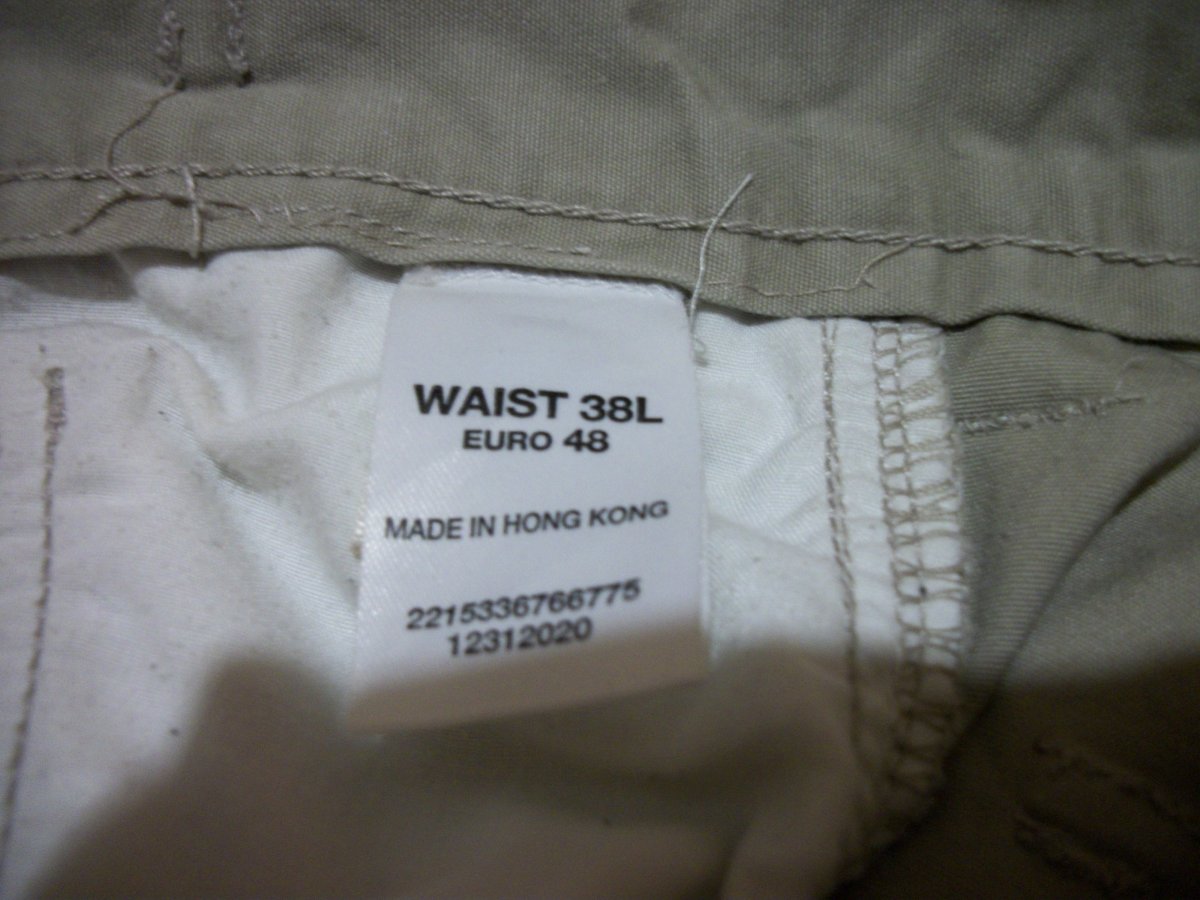 WAIST 38L
EURO 48
MADE IN HONG KONG
2215336766775
12312020